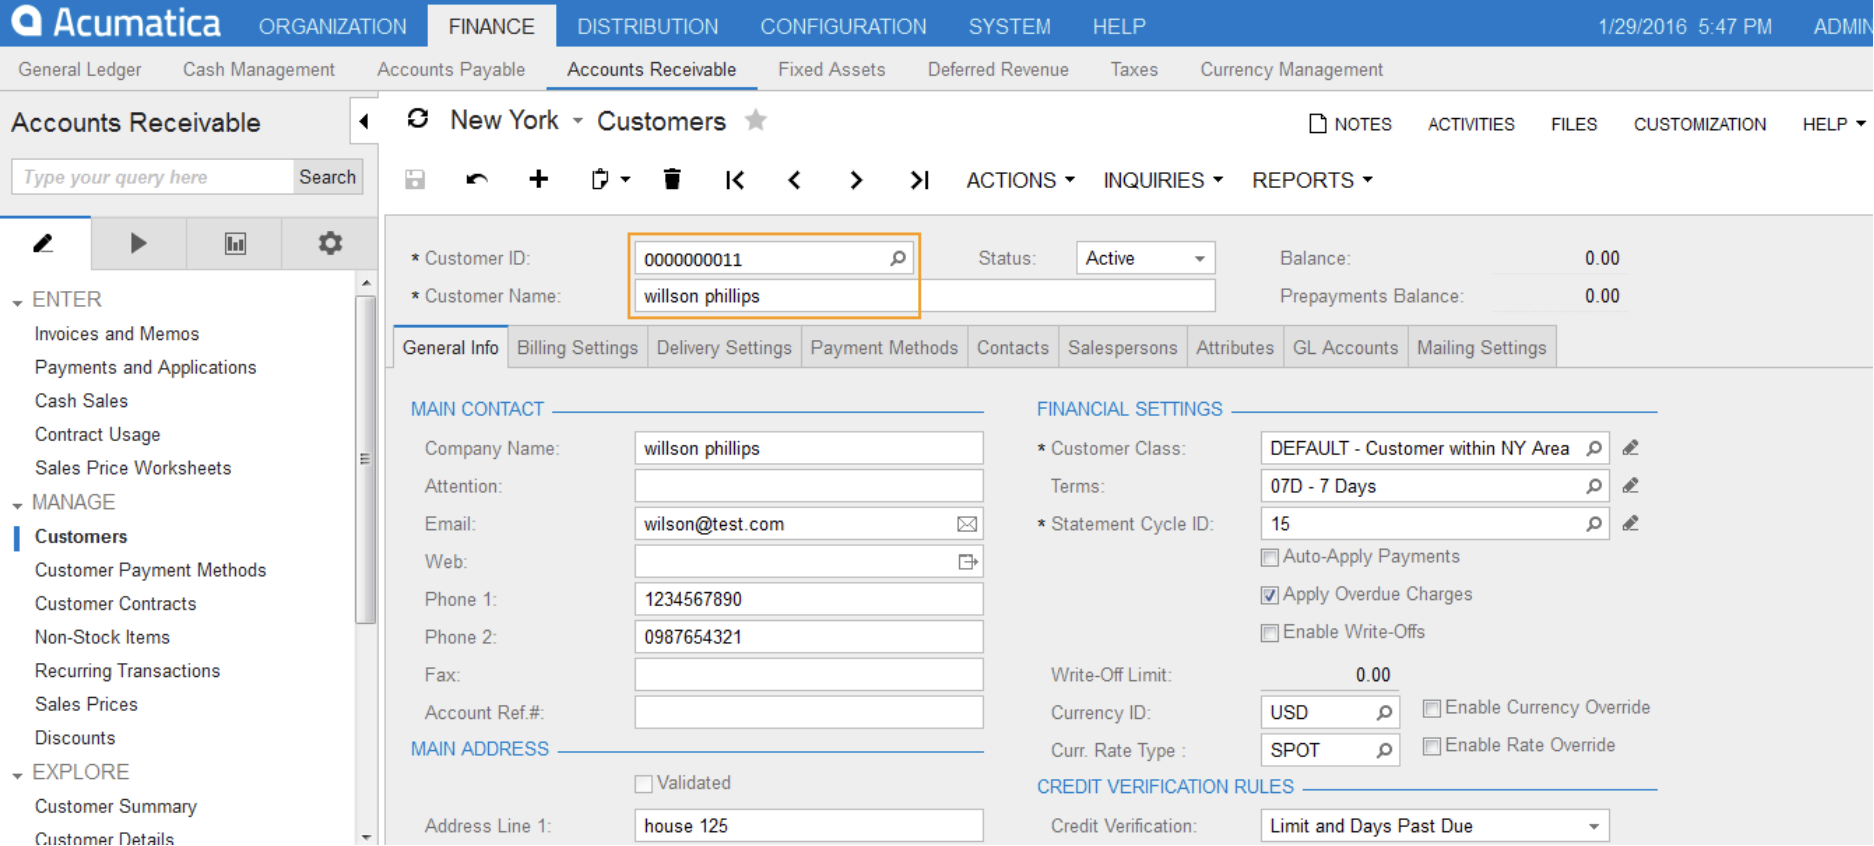 Acumatica ORGANIZATION FINANCE DISTRIBUTION CONFIGURATION SYSTEM HELP 1/29/2016 5:47 PM ADMIN
General Ledger Cash Management Accounts Payable Accounts Receivable Fixed Assets Deferred Revenue Taxes Currency Management
Accounts Receivable
Type your query here Search
ENTER
Invoices and Memos
Payments and Applications
Cash Sales
Contract Usage
Sales Price Worksheets
MANAGE
Customers
Customer Payment Methods
Customer Contracts
Non-Stock Items
Recurring Transactions
Sales Prices
Discounts
EXPLORE
Customer Summary
Customer Details
New York Customers NOTES ACTIVITIES FILES CUSTOMIZATION HELP
ACTIONS INQUIRIES REPORTS
* Customer ID: 0000000011 Status: Active Balance: 0.00
* Customer Name: willson phillips Prepayments Balance: 0.00
General Info Billing Settings Delivery Settings Payment Methods Contacts Salespersons Attributes GL Accounts Mailing Settings
MAIN CONTACT
Company Name: willson phillips
Attention:
Email: wilson@test.com
Web:
Phone 1: 1234567890
Phone 2: 0987654321
Fax:
Account Ref.#:
MAIN ADDRESS
Validated
Address Line 1: house 125
FINANCIAL SETTINGS
* Customer Class: DEFAULT - Customer within NY Area
Terms: 07D - 7 Days
* Statement Cycle ID: 15
Auto-Apply Payments
Apply Overdue Charges
Enable Write-Offs
Write-Off Limit: 0.00
Currency ID: USD Enable Currency Override
Curr. Rate Type : SPOT Enable Rate Override
CREDIT VERIFICATION RULES
Credit Verification: Limit and Days Past Due